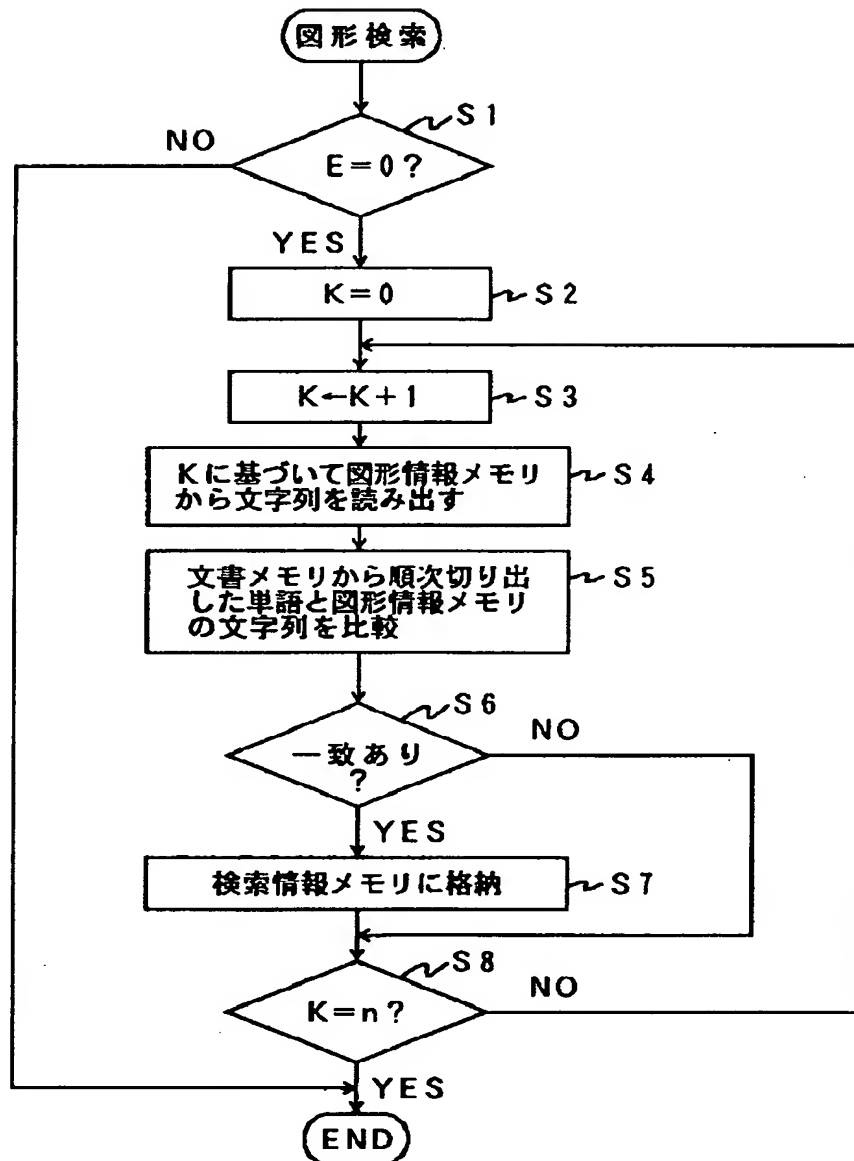 図形検索
S1
NO
E=0?
YES
K=0
S2
K←K+1
S3
Kに基づいて図形情報メモリ
から文字列を読み出す
S4
文書メモリから順次切り出
した単語と図形情報メモリ
の文字列を比較
S5
S6
一致あり
?
NO
YES
検索情報メモリに格納
S7
S8
K=n?
NO
YES
END